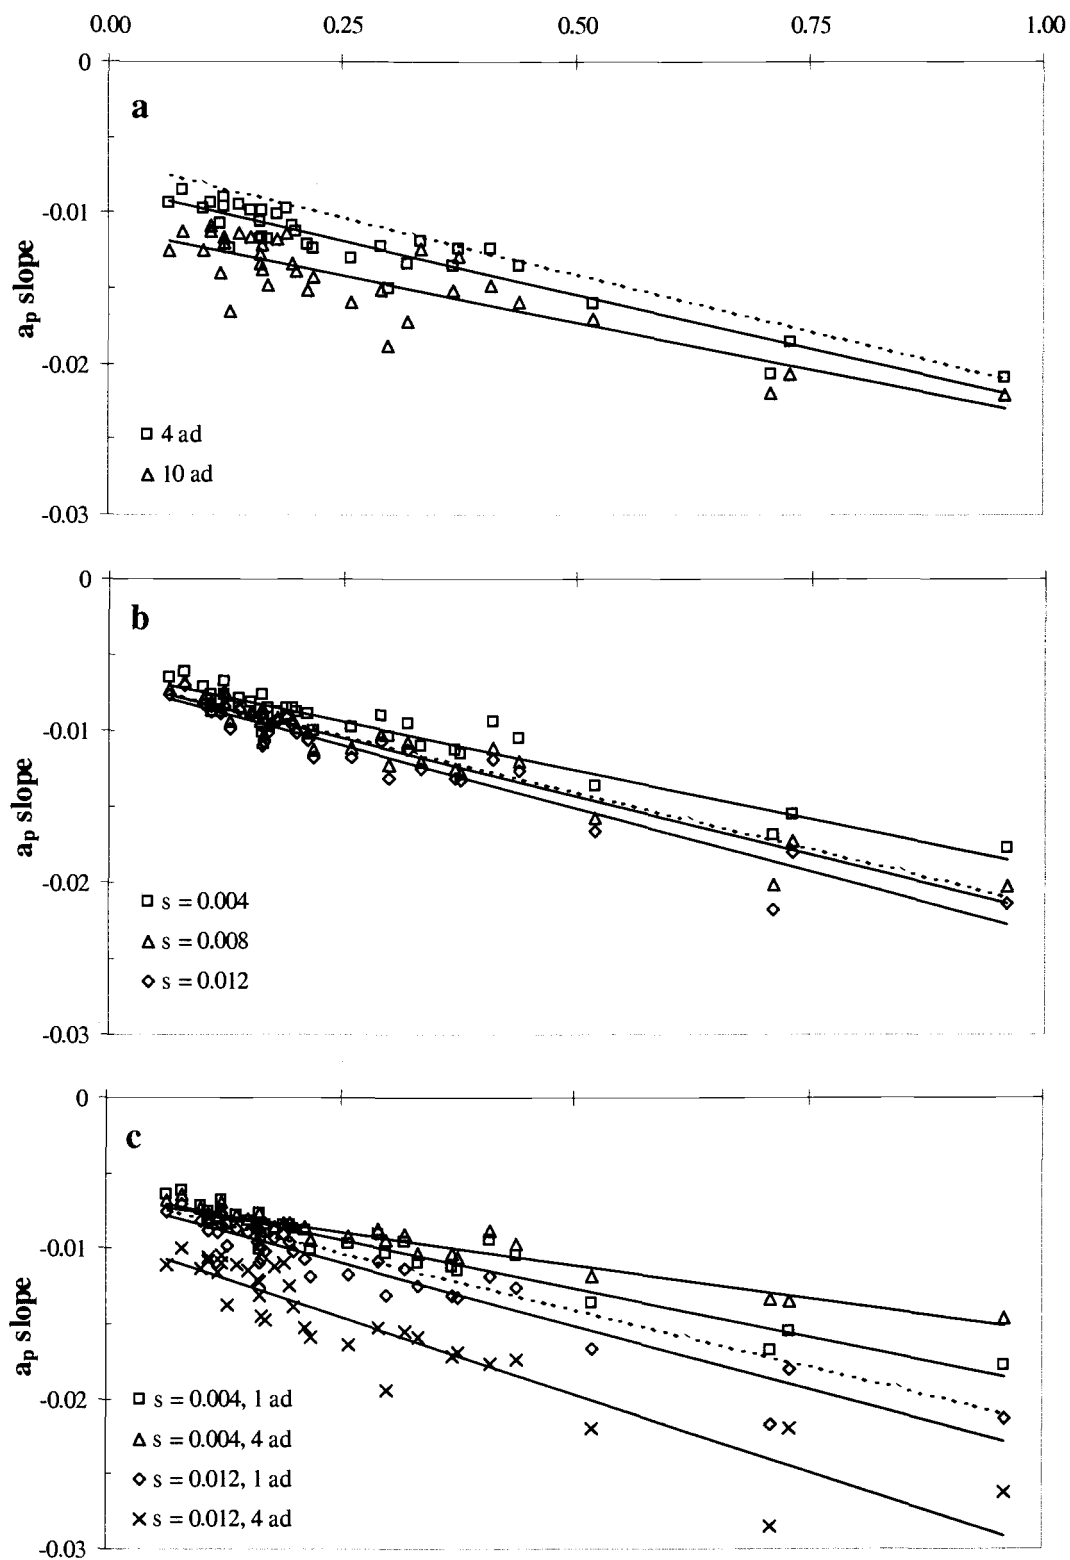 0.00 0.25 0.50 0.75 1.00
0
a
-0.01
ap slope
-0.02
□ 4 ad
△ 10 ad
-0.03
0
b
-0.01
ap slope
-0.02
□ s = 0.004
△ s = 0.008
◇ s = 0.012
-0.03
0
c
-0.01
ap slope
-0.02
□ s = 0.004, 1 ad
△ s = 0.004, 4 ad
◇ s = 0.012, 1 ad
× s = 0.012, 4 ad
-0.03